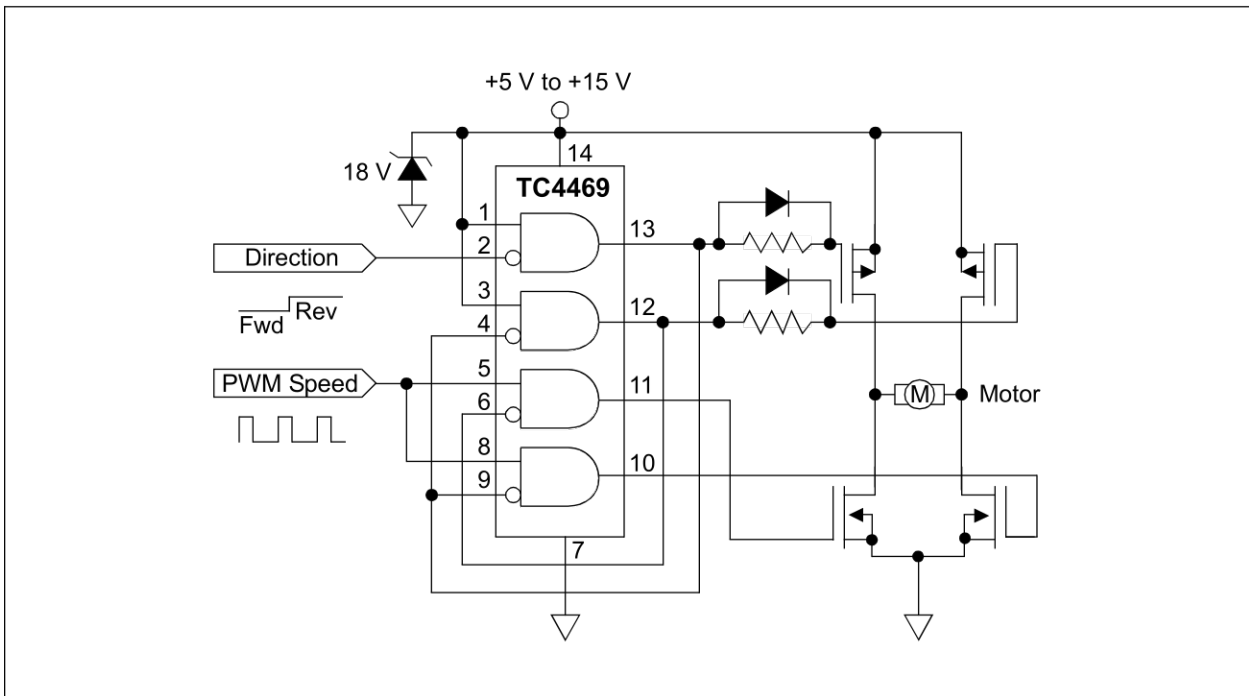 +5 V to +15 V
14
18 V
TC4469
1
13
2
Direction
3
12
Fwd Rev
4
PWM Speed
5
11
6
M
Motor
8
10
9
7